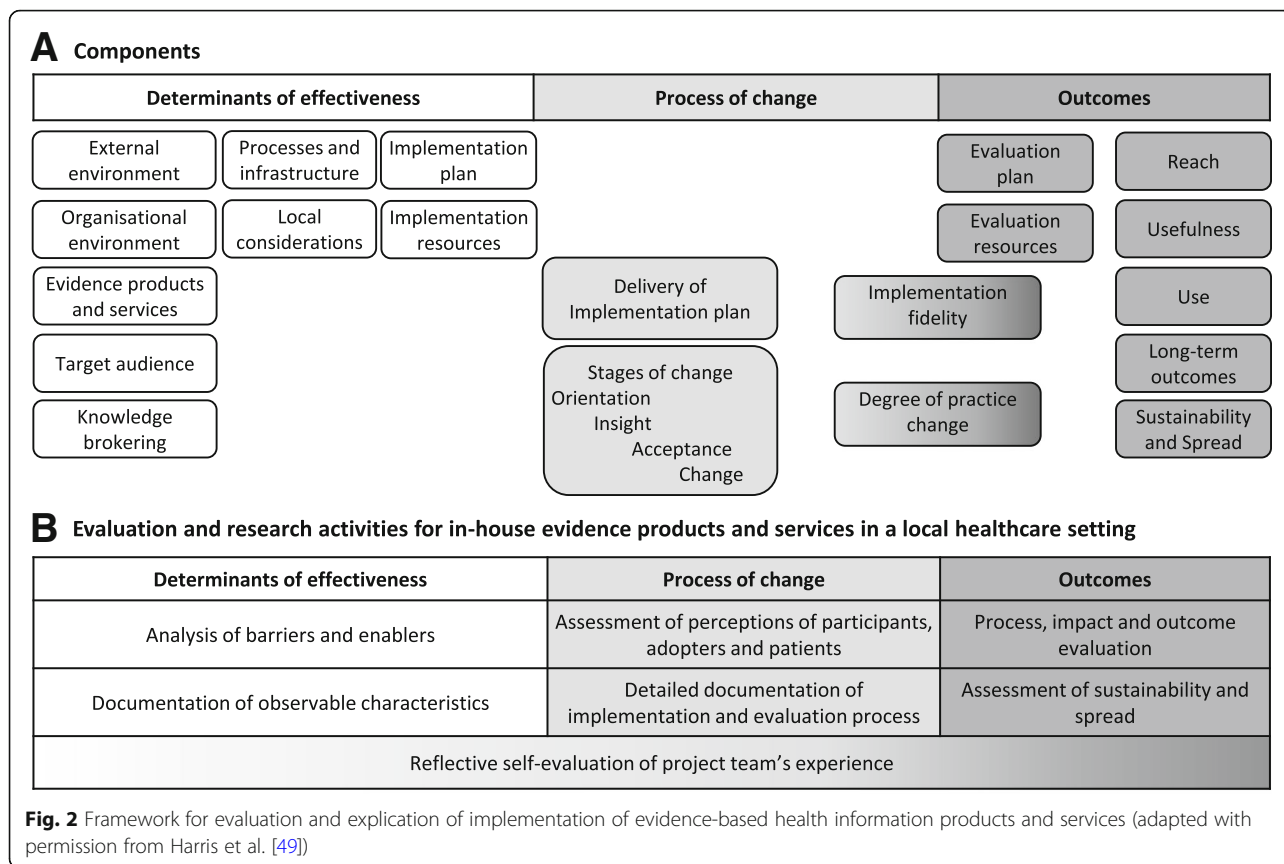 A Components
Determinants of effectiveness
Process of change
Outcomes
External
environment
Processes and
infrastructure
Implementation
plan
Organisational
environment
Local
considerations
Implementation
resources
Evidence products
and services
Target audience
Knowledge
brokering
Delivery of
Implementation plan
Stages of change
Orientation
Insight
Acceptance
Change
Implementation
fidelity
Degree of practice
change
Evaluation
plan
Evaluation
resources
Reach
Usefulness
Use
Long-term
outcomes
Sustainability
and Spread
B Evaluation and research activities for in-house evidence products and services in a local healthcare setting
Determinants of effectiveness
Process of change
Outcomes
Analysis of barriers and enablers
Assessment of perceptions of participants,
adopters and patients
Process, impact and outcome
evaluation
Documentation of observable characteristics
Detailed documentation of
implementation and evaluation process
Assessment of sustainability and
spread
Reflective self-evaluation of project team's experience
Fig. 2 Framework for evaluation and explication of implementation of evidence-based health information products and services (adapted with
permission from Harris et al. [49])